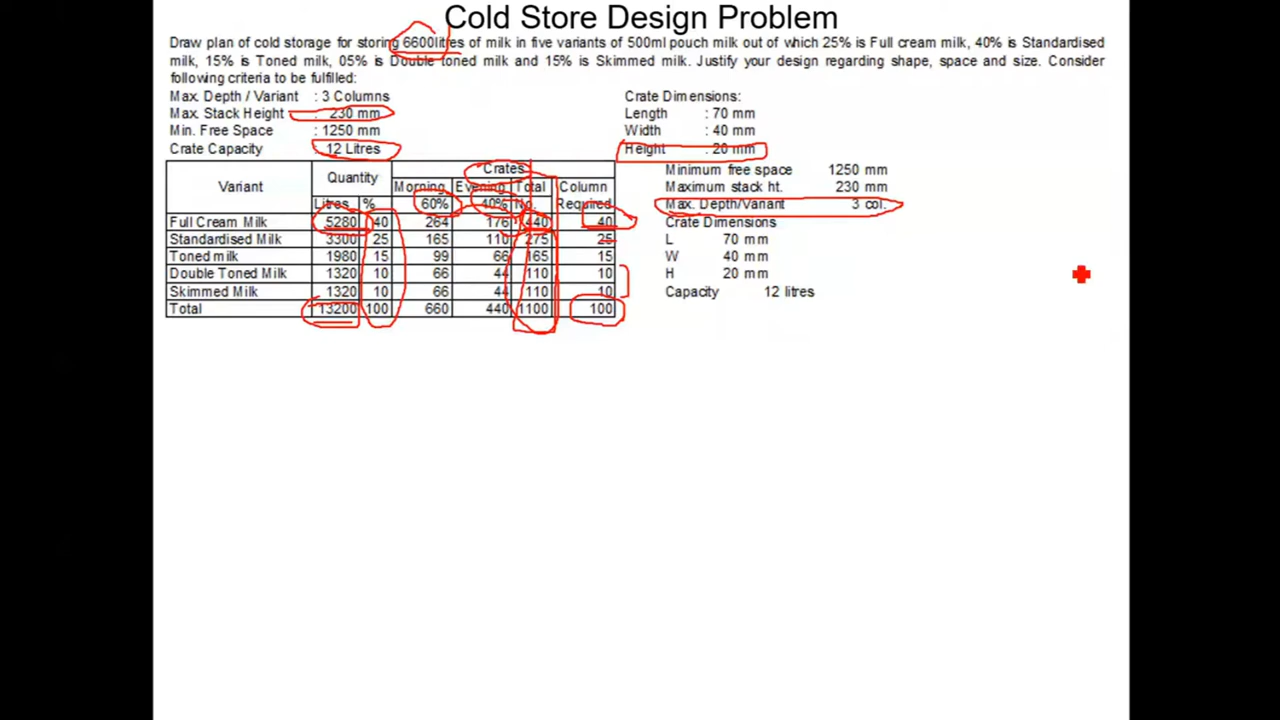 Cold Store Design Problem
Draw plan of cold storage for storing 6600litres of milk in five variants of 500ml pouch milk out of which 25% is Full cream milk, 40% is Standardised
milk, 15% is Toned milk, 05% is Double toned milk and 15% is Skimmed milk. Justify your design regarding shape, space and size. Consider
following criteria to be fulfilled:
Max. Depth / Variant : 3 Columns Crate Dimensions:
Max. Stack Height : 230 mm Length : 70 mm
Min. Free Space : 1250 mm Width : 40 mm
Crate Capacity : 12 Litres Height : 20 mm
Variant Quantity Crates Minimum free space 1250 mm
Morning Evening Total Column Maximum stack ht. 230 mm
Litres % 60% 40% No. Required Max. Depth/Variant 3 col.
Full Cream Milk 5280 40 264 176 440 40 Crate Dimensions
Standardised Milk 3300 25 165 110 275 25 L 70 mm
Toned milk 1980 15 99 66 165 15 W 40 mm
Double Toned Milk 1320 10 66 44 110 10 H 20 mm
Skimmed Milk 1320 10 66 44 110 10 Capacity 12 litres
Total 13200 100 660 440 1100 100